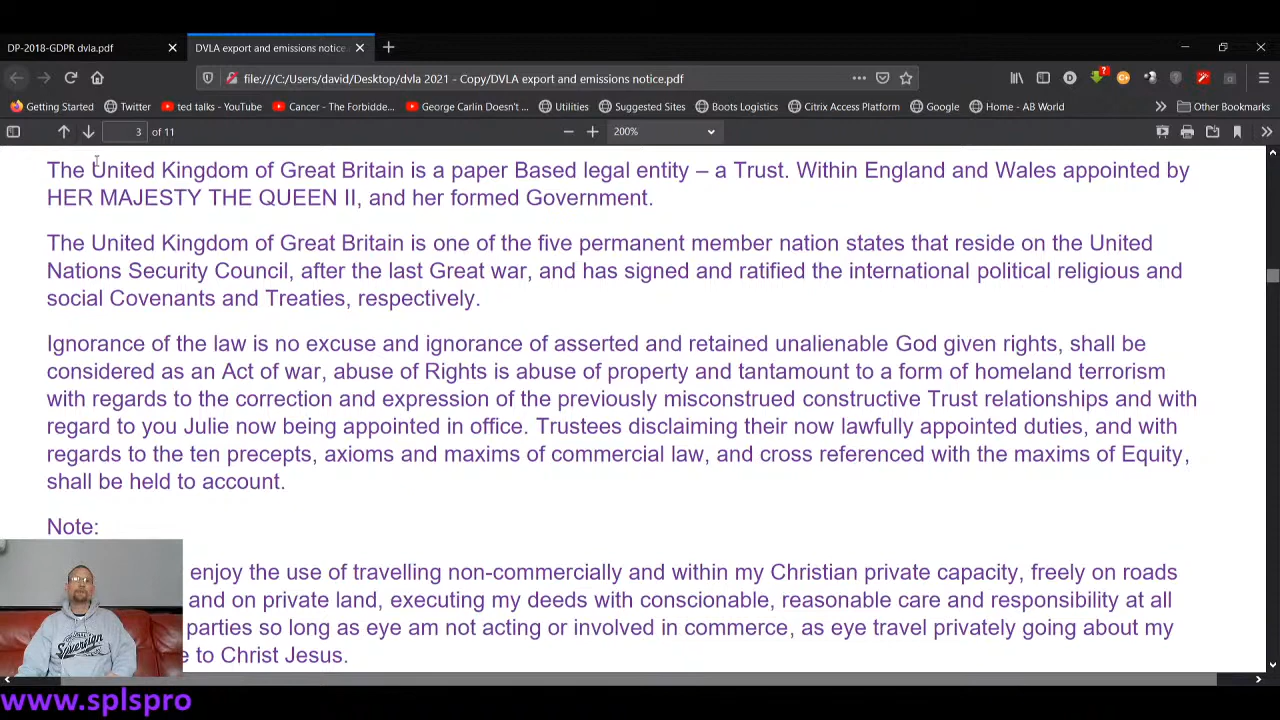 DP-2018-GDPR dvla.pdf
DVLA export and emissions notice
file:///C:/Users/david/Desktop/dvla 2021 - Copy/DVLA export and emissions notice.pdf
Getting Started Twitter ted talks - YouTube Cancer - The Forbidde... George Carlin Doesn't ... Utilities Suggested Sites Boots Logistics Citrix Access Platform Google Home - AB World Other Bookmarks
3 of 11 200%
The United Kingdom of Great Britain is a paper Based legal entity – a Trust. Within England and Wales appointed by
HER MAJESTY THE QUEEN II, and her formed Government.
The United Kingdom of Great Britain is one of the five permanent member nation states that reside on the United
Nations Security Council, after the last Great war, and has signed and ratified the international political religious and
social Covenants and Treaties, respectively.
Ignorance of the law is no excuse and ignorance of asserted and retained unalienable God given rights, shall be
considered as an Act of war, abuse of Rights is abuse of property and tantamount to a form of homeland terrorism
with regards to the correction and expression of the previously misconstrued constructive Trust relationships and with
regard to you Julie now being appointed in office. Trustees disclaiming their now lawfully appointed duties, and with
regards to the ten precepts, axioms and maxims of commercial law, and cross referenced with the maxims of Equity,
shall be held to account.
Note:
enjoy the use of travelling non-commercially and within my Christian private capacity, freely on roads
and on private land, executing my deeds with conscionable, reasonable care and responsibility at all
parties so long as eye am not acting or involved in commerce, as eye travel privately going about my
to Christ Jesus.
www.splspro